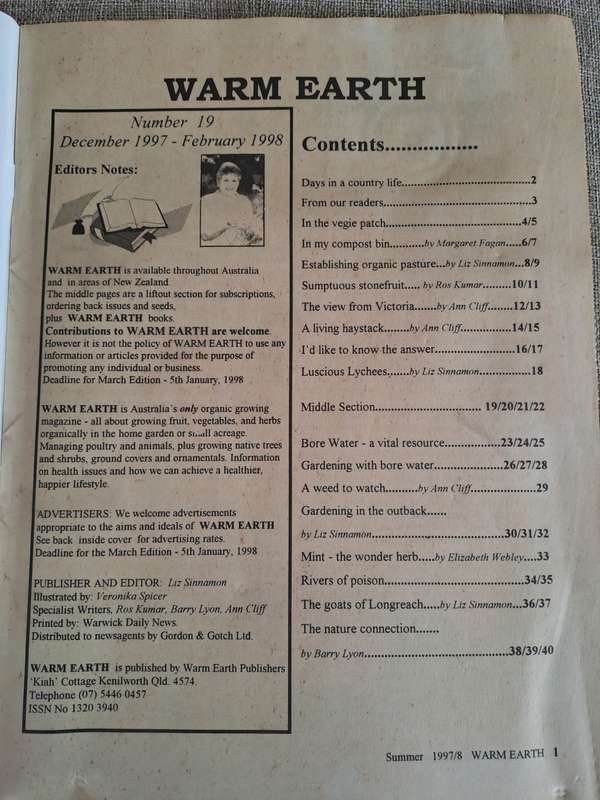 WARM EARTH
Number 19
December 1997 - February 1998
Editors Notes:
WARM EARTH is available throughout Australia
and in areas of New Zealand.
The middle pages are a liftout section for subscriptions,
ordering back issues and seeds,
plus WARM EARTH books.
Contributions to WARM EARTH are welcome.
However it is not the policy of WARM EARTH to use any
information or articles provided for the purpose of
promoting any individual or business.
Deadline for March Edition - 5th January, 1998
WARM EARTH is Australia's only organic growing
magazine - all about growing fruit, vegetables, and herbs
organically in the home garden or small acreage.
Managing poultry and animals, plus growing native trees
and shrubs, ground covers and ornamentals. Information
on health issues and how we can achieve a healthier,
happier lifestyle.
ADVERTISERS: We welcome advertisements
appropriate to the aims and ideals of WARM EARTH
See back inside cover for advertising rates.
Deadline for the March Edition - 5th January, 1998
PUBLISHER AND EDITOR: Liz Sinnamon
Illustrated by: Veronika Spicer
Specialist Writers, Ros Kumar, Barry Lyon, Ann Cliff
Printed by: Warwick Daily News.
Distributed to newsagents by Gordon & Gotch Ltd.
WARM EARTH is published by Warm Earth Publishers
'Kiah' Cottage Kenilworth Qld. 4574.
Telephone (07) 5446 0457
ISSN No 1320 3940
Contents.................
Days in a country life.......................................2
From our readers.............................................3
In the vegie patch.........................................4/5
In my compost bin...........by Margaret Fagan.....6/7
Establishing organic pasture...by Liz Sinnamon...8/9
Sumptuous stonefruit..... by Ros Kumar.........10/11
The view from Victoria.......by Ann Cliff.......12/13
A living haystack........by Ann Cliff...............14/15
I'd like to know the answer.........................16/17
Luscious Lychees.......by Liz Sinnamon...........18
Middle Section............................... 19/20/21/22
Bore Water - a vital resource................23/24/25
Gardening with bore water....................26/27/28
A weed to watch..........by Ann Cliff....................29
Gardening in the outback......
by Liz Sinnamon......................................30/31/32
Mint - the wonder herb.....by Elizabeth Webley....33
Rivers of poison..........................................34/35
The goats of Longreach.....by Liz Sinnamon...36/37
The nature connection.......
by Barry Lyon.......................................38/39/40
Summer 1997/8 WARM EARTH 1